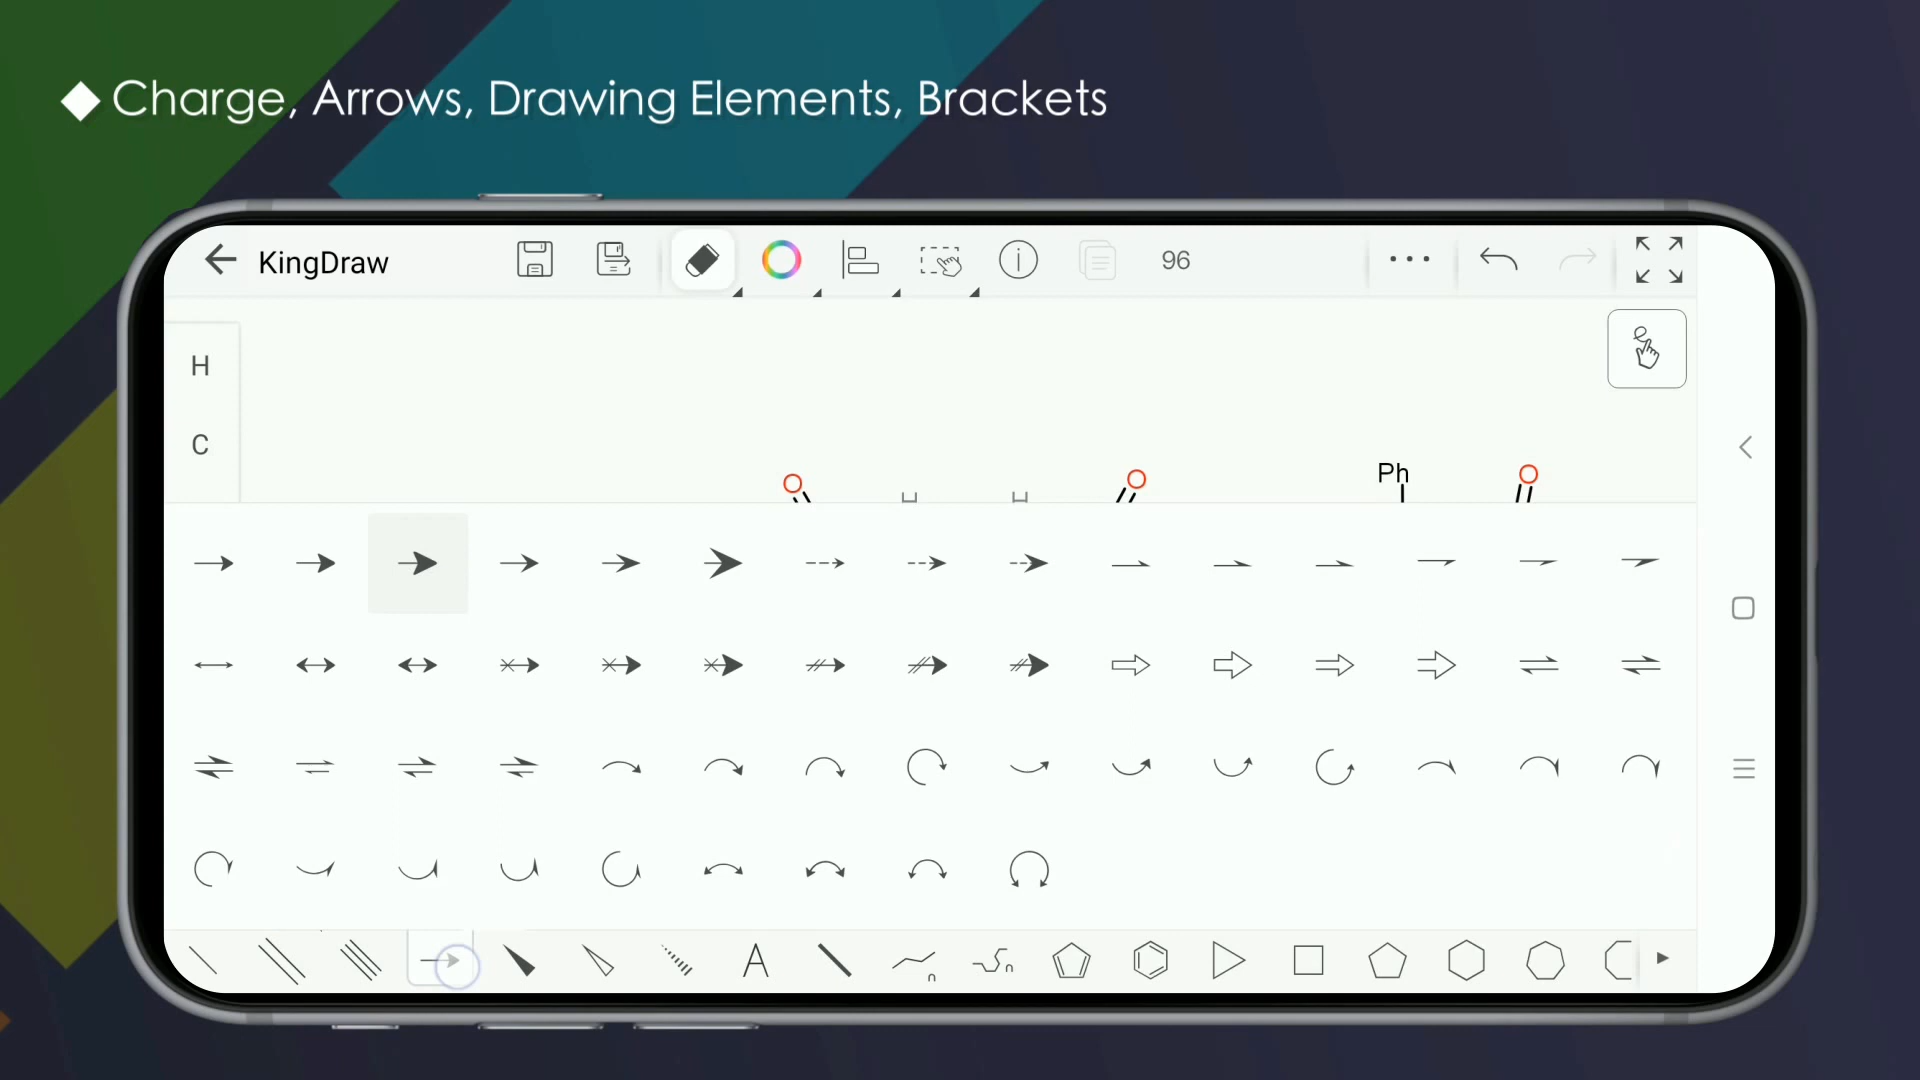 Charge, Arrows, Drawing Elements, Brackets
KingDraw
96
H
C
O
O
Ph
O
A
n
n